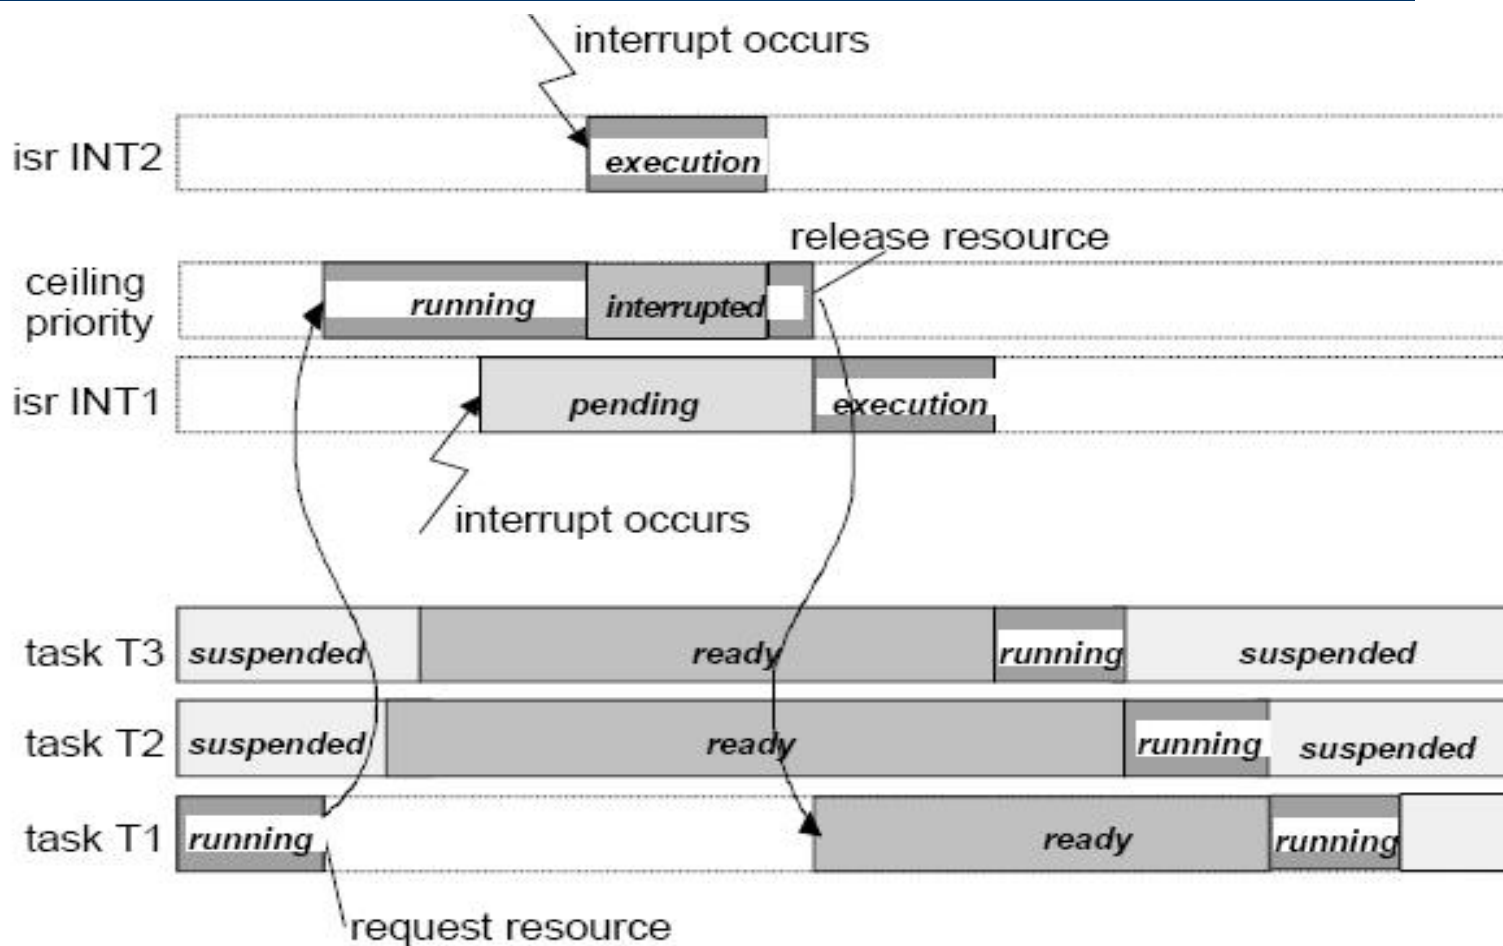 interrupt occurs
isr INT2
execution
release resource
ceiling
priority
running
interrupted
isr INT1
pending
execution
interrupt occurs
task T3
suspended
ready
running
suspended
task T2
suspended
ready
running
suspended
task T1
running
ready
running
request resource